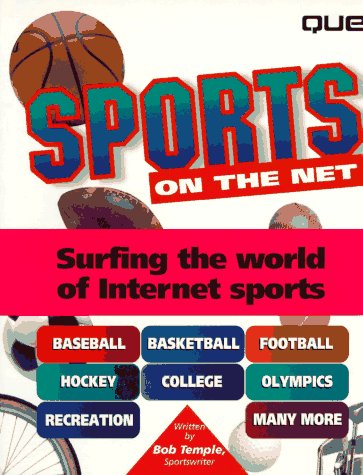 QUE
SPORTS
ON THE NET
Surfing the world
of Internet sports
BASEBALL
BASKETBALL
FOOTBALL
HOCKEY
COLLEGE
OLYMPICS
RECREATION
MANY MORE
Written
by
Bob Temple,
Sportswriter